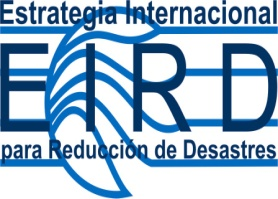 Estrategia Internacional
EIRD
para Reducción de Desastres